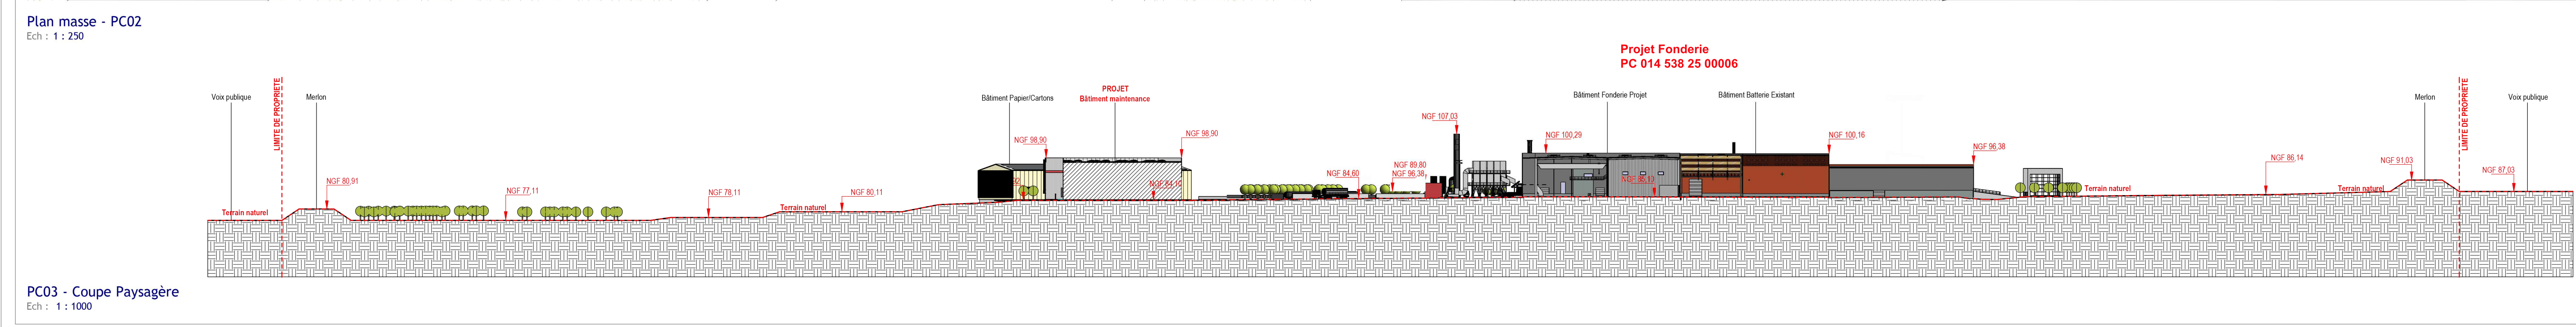 Plan masse - PC02
Ech : 1 : 250
Projet Fonderie
PC 014 538 25 00006
Voix publique
LIMITE DE PROPRIETE
Merlon
Bâtiment Papier/Cartons
PROJET
Bâtiment maintenance
Bâtiment Fonderie Projet
Bâtiment Batterie Existant
Merlon
LIMITE DE PROPRIETE
Voix publique
NGF 107,03
NGF 98,90
NGF 98,90
NGF 100,29
NGF 100,16
NGF 96,38
NGF 89,80
NGF 96,38
NGF 84,60
NGF 86,14
NGF 91,03
NGF 87,03
NGF 80,91
NGF 77,11
NGF 78,11
NGF 80,11
NGF 84,10
Terrain naturel
Terrain naturel
Terrain naturel
Terrain naturel
PC03 - Coupe Paysagère
Ech : 1 : 1000